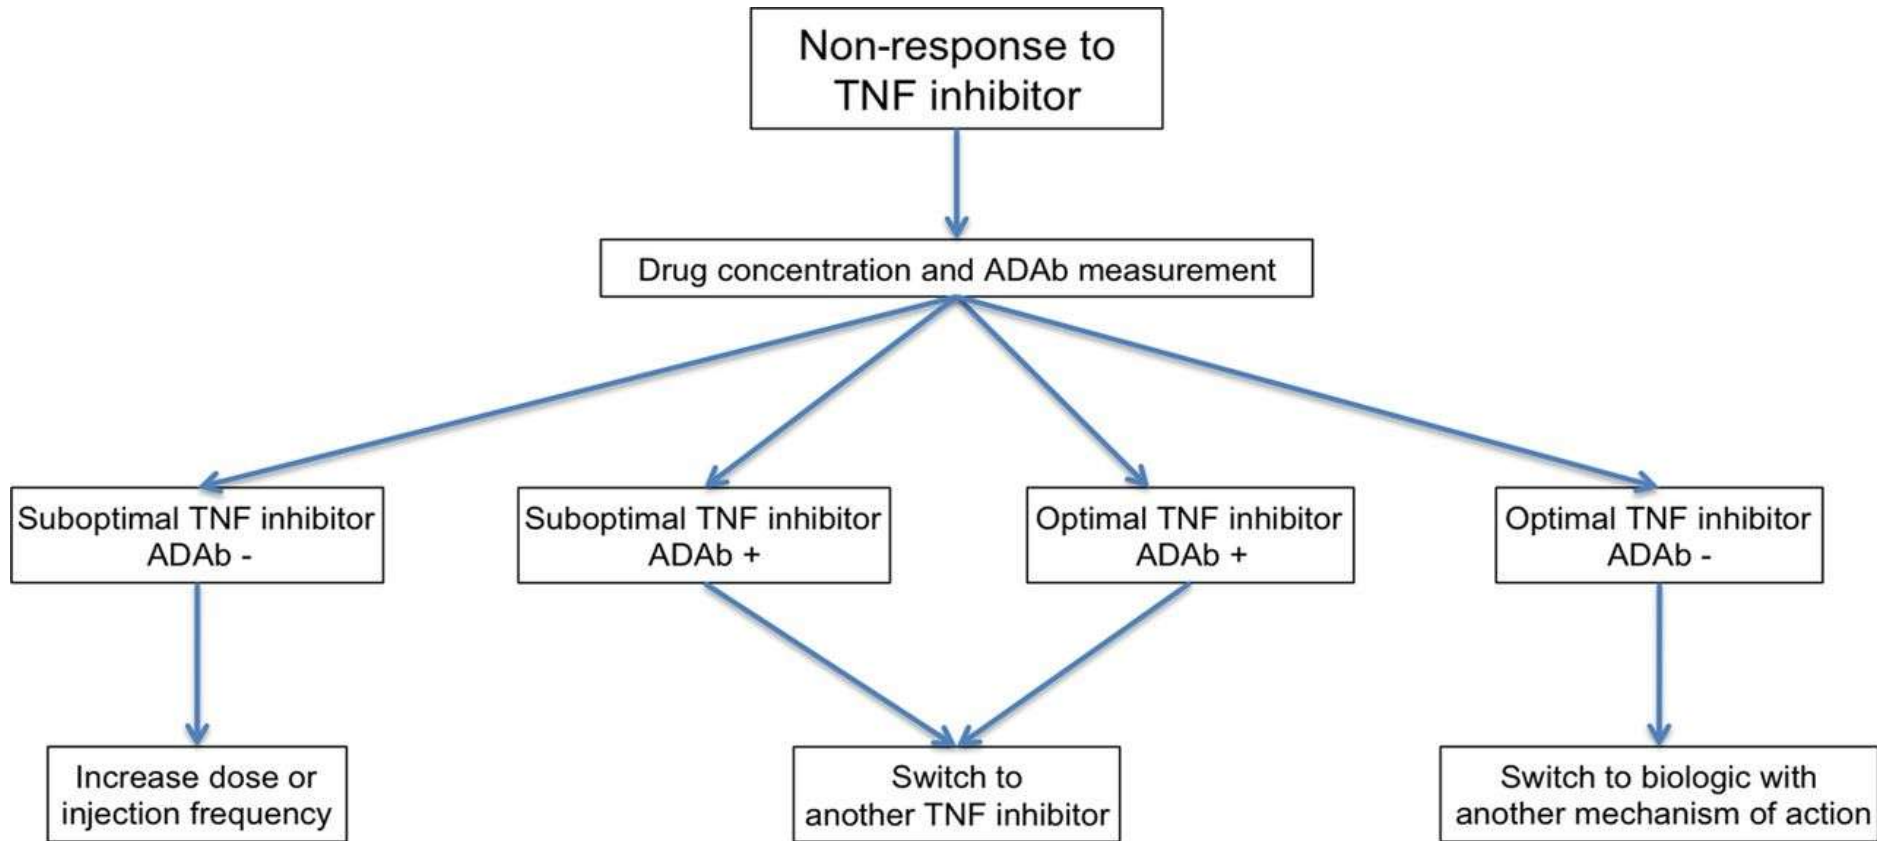 Non-response to
TNF inhibitor
Drug concentration and ADAb measurement
Suboptimal TNF inhibitor
ADAb -
Suboptimal TNF inhibitor
ADAb +
Optimal TNF inhibitor
ADAb +
Optimal TNF inhibitor
ADAb -
Increase dose or
injection frequency
Switch to
another TNF inhibitor
Switch to biologic with
another mechanism of action